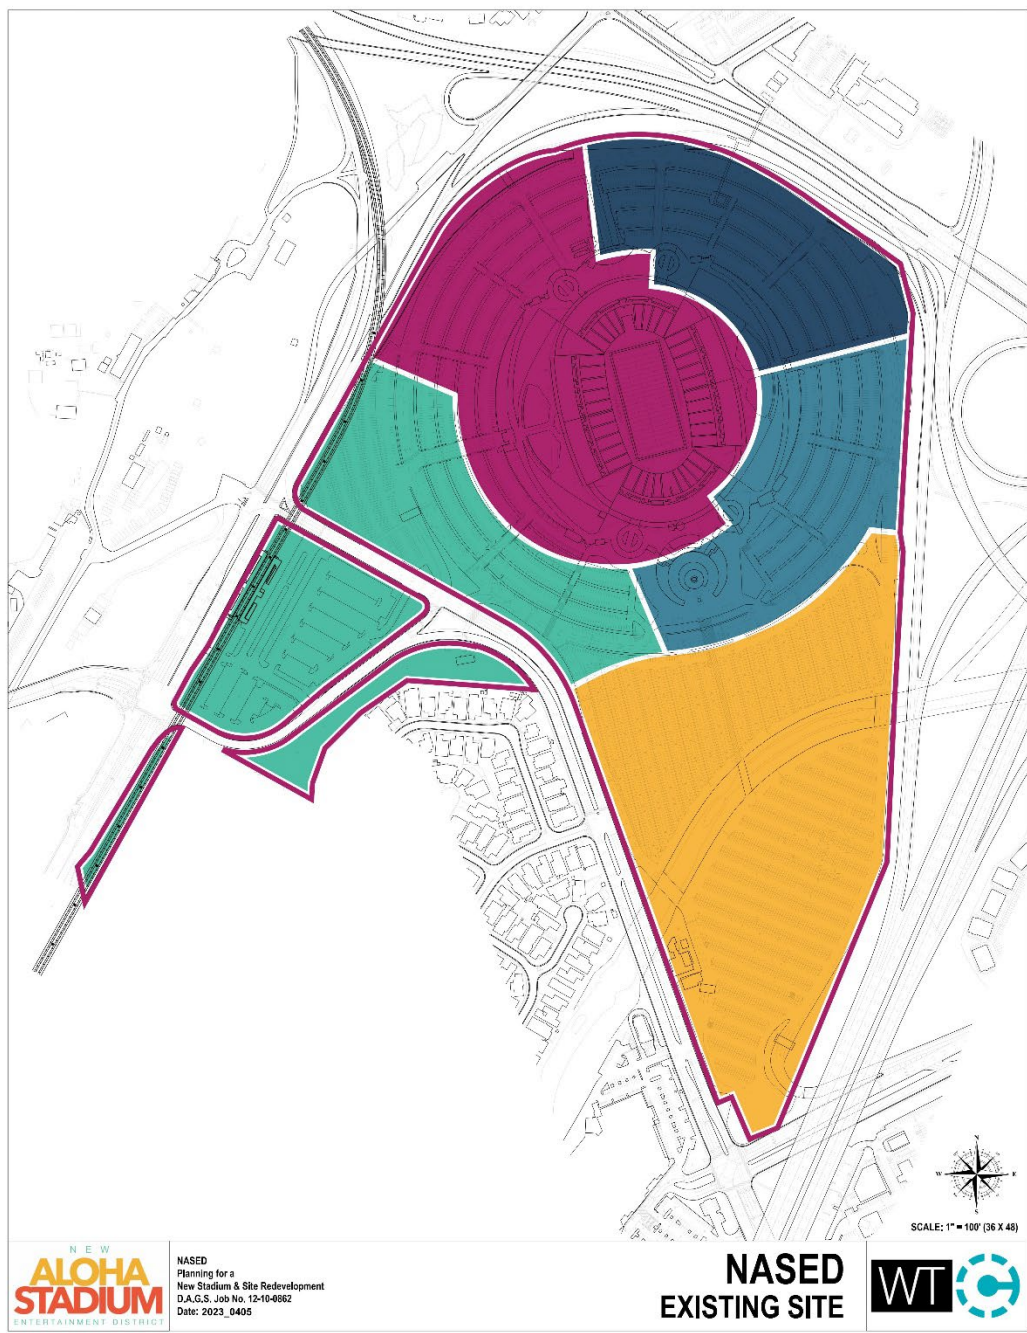 N
W
E
S
SCALE: 1" = 100' (36 X 48)
NEW
ALOHA
STADIUM
ENTERTAINMENT DISTRICT
NASED
Planning for a
New Stadium & Site Redevelopment
D.A.G.S. Job No. 12-10-0862
Date: 2023_0405
NASED
EXISTING SITE
WT
C